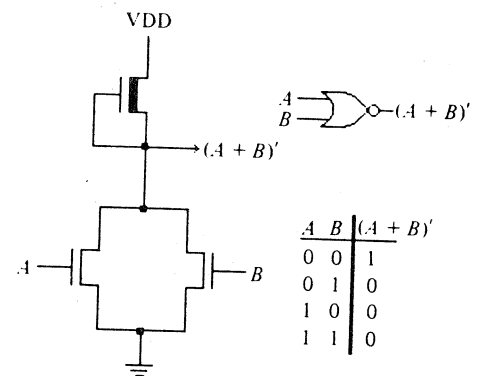 VDD
(A + B)′
A
B
A
B
(A + B)′
A B (A + B)′
0 0 1
0 1 0
1 0 0
1 1 0